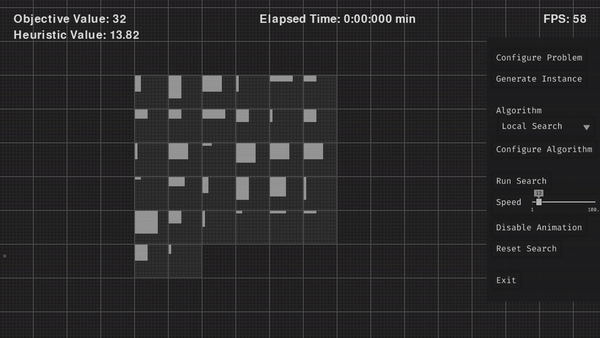 Objective Value: 32
Heuristic Value: 13.82
Elapsed Time: 0:00:000 min
FPS: 58
Configure Problem
Generate Instance
Algorithm
Local Search
Configure Algorithm
Run Search
Speed
1
Disable Animation
Reset Search
Exit